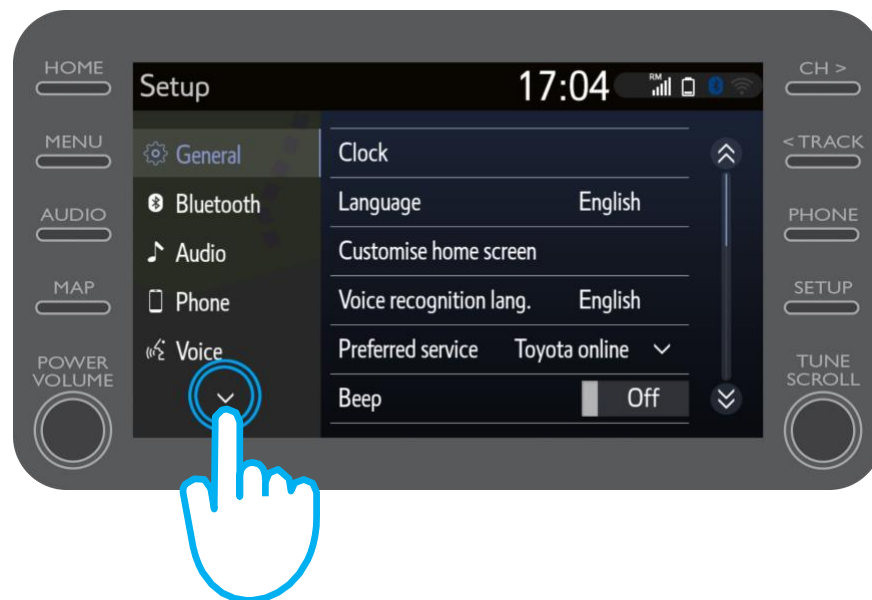 HOME
MENU
AUDIO
MAP
POWER
VOLUME
Setup 17:04 RM
General
Bluetooth
Audio
Phone
Voice
Clock
Language English
Customise home screen
Voice recognition lang. English
Preferred service Toyota online
Beep Off
CH >
< TRACK
PHONE
SETUP
TUNE
SCROLL